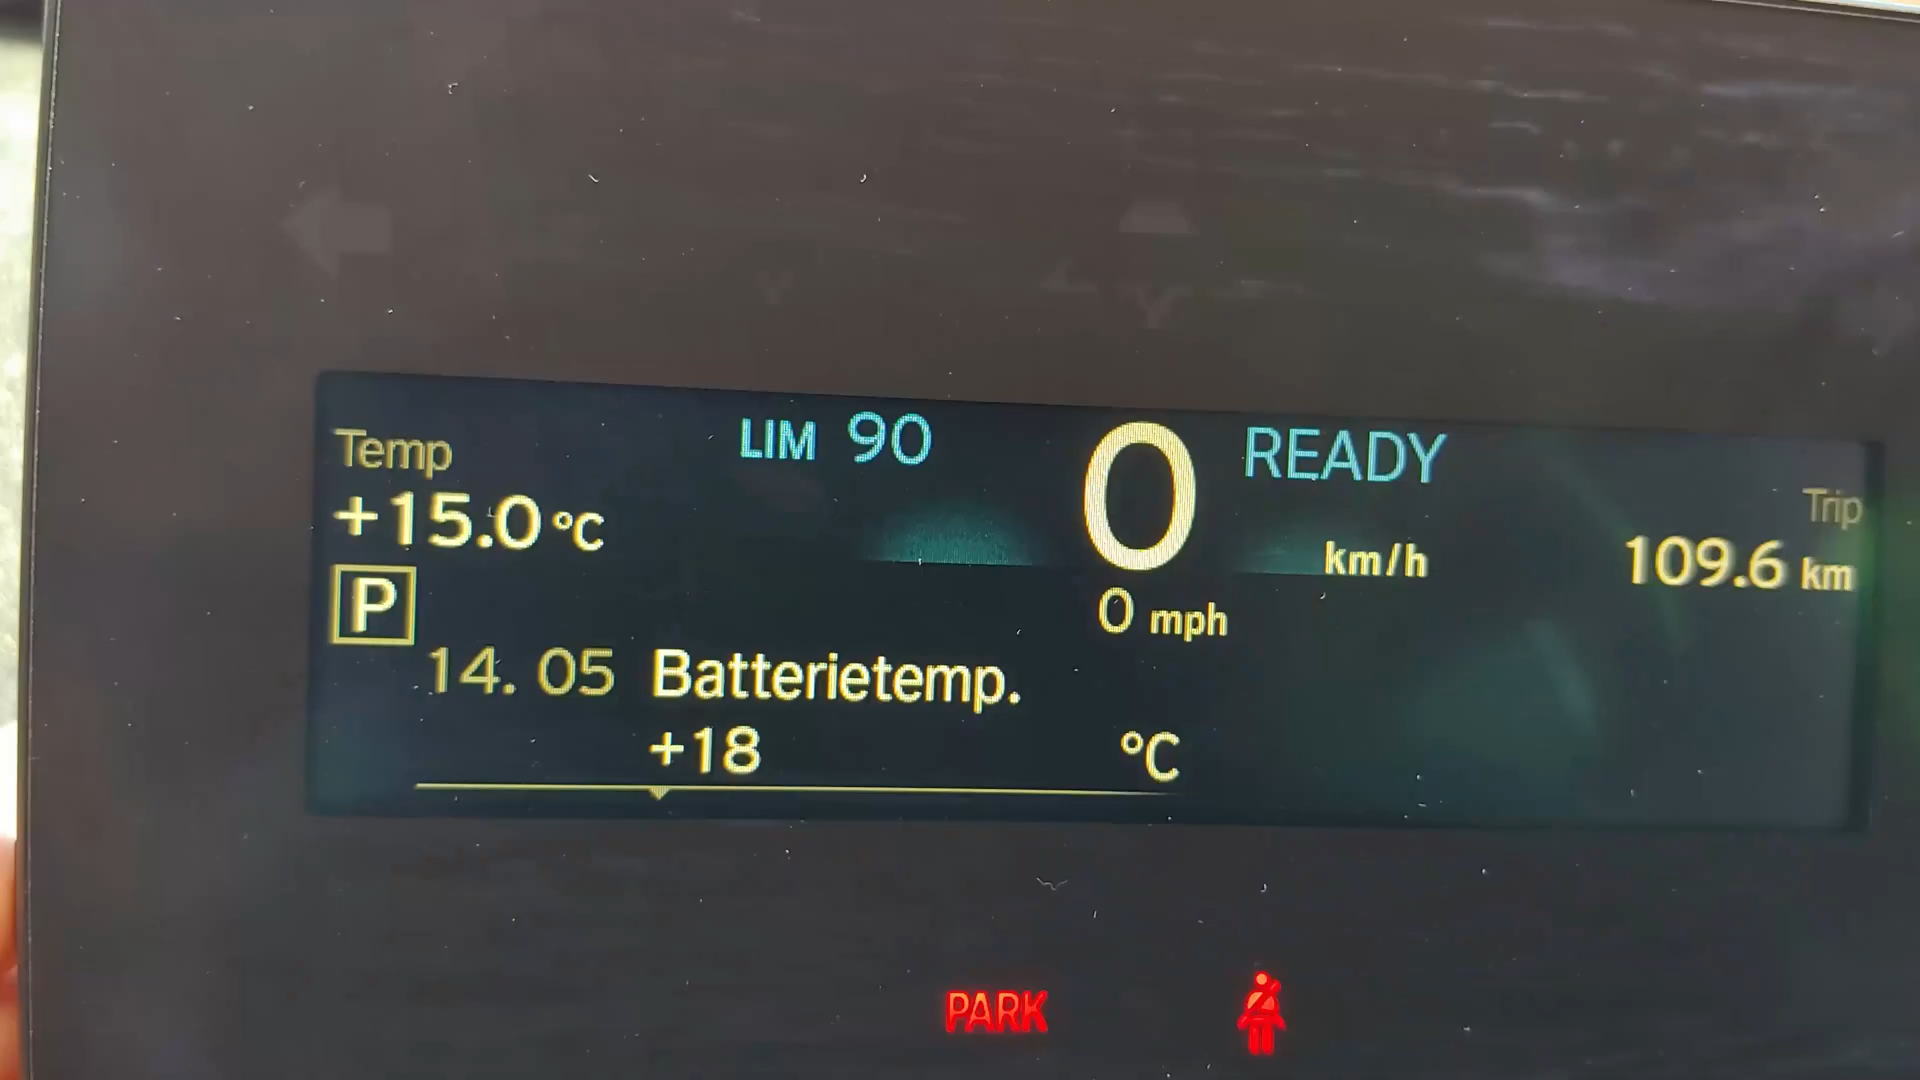 Temp
LIM 90
READY
+15.0 °C
0 km/h
Trip
109.6 km
P
0 mph
14. 05 Batterietemp.
+18 °C
PARK